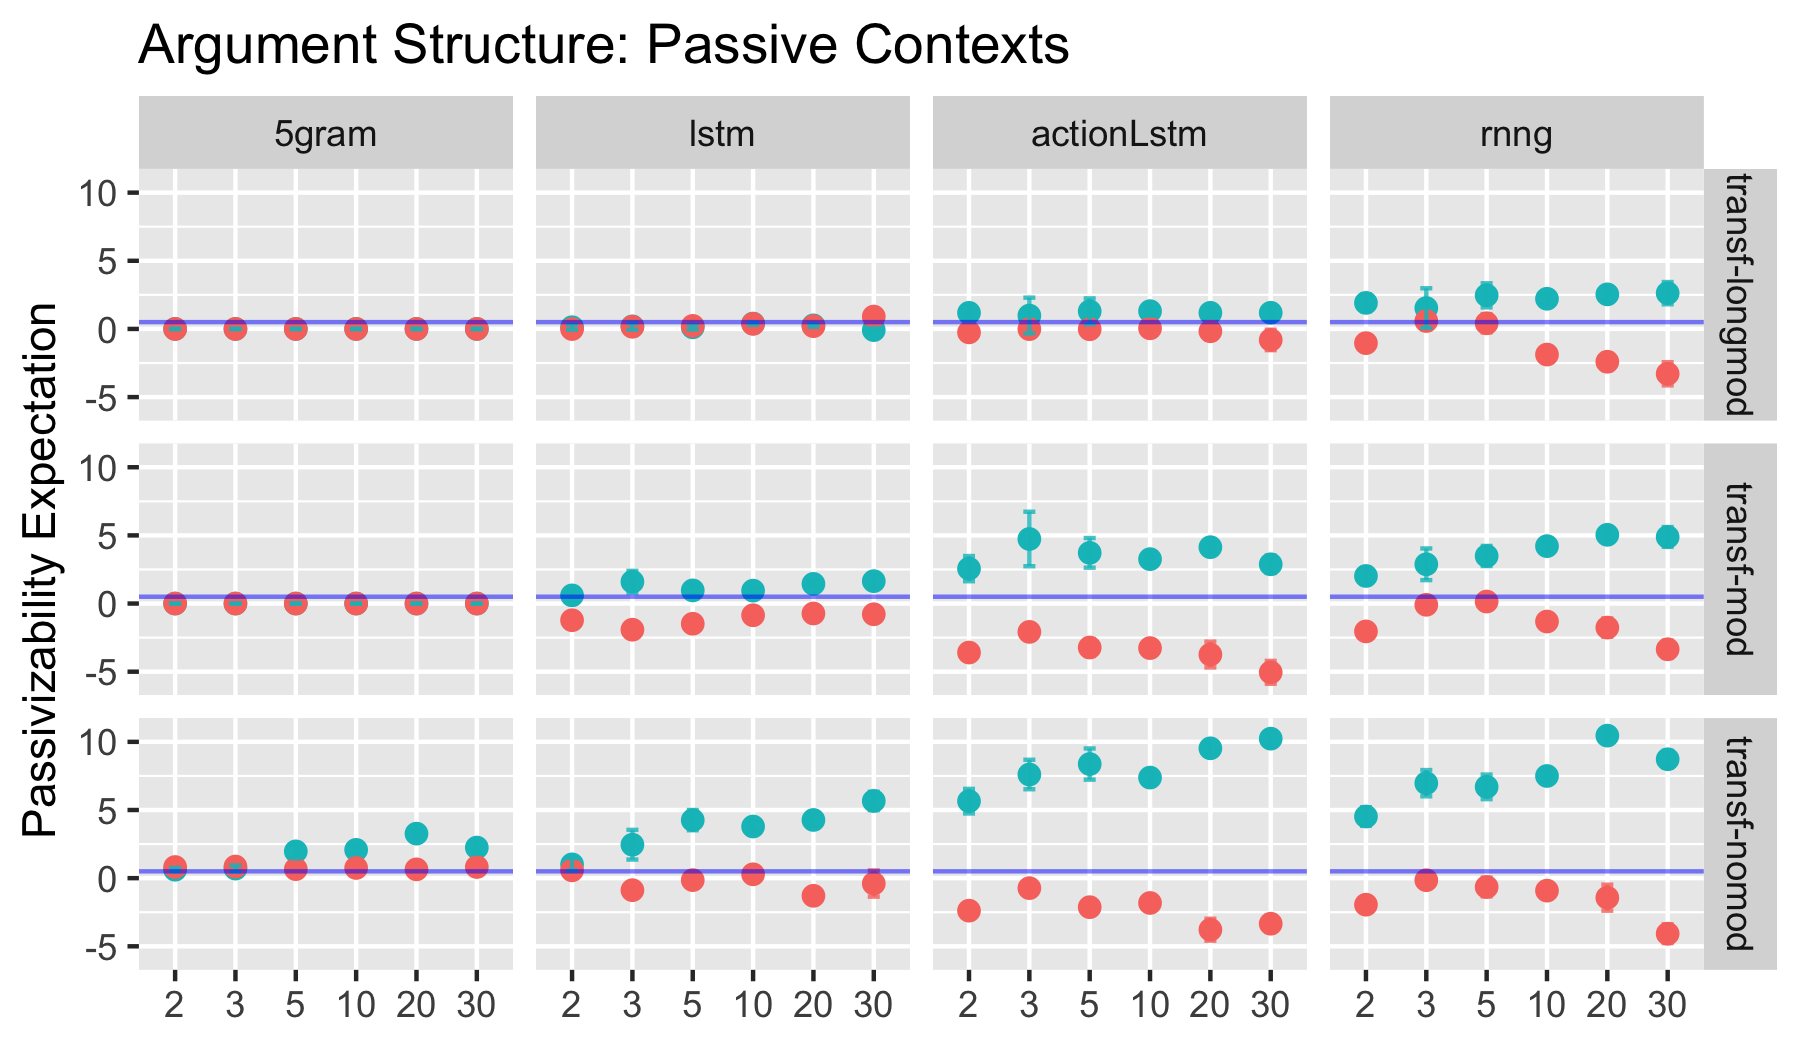 Argument Structure: Passive Contexts
5gram lstm actionLstm rnng
Passivizability Expectation
10
5
0
-5
transf-longmod
10
5
0
-5
transf-mod
10
5
0
-5
transf-nomod
2 3 5 10 20 30 2 3 5 10 20 30 2 3 5 10 20 30 2 3 5 10 20 30